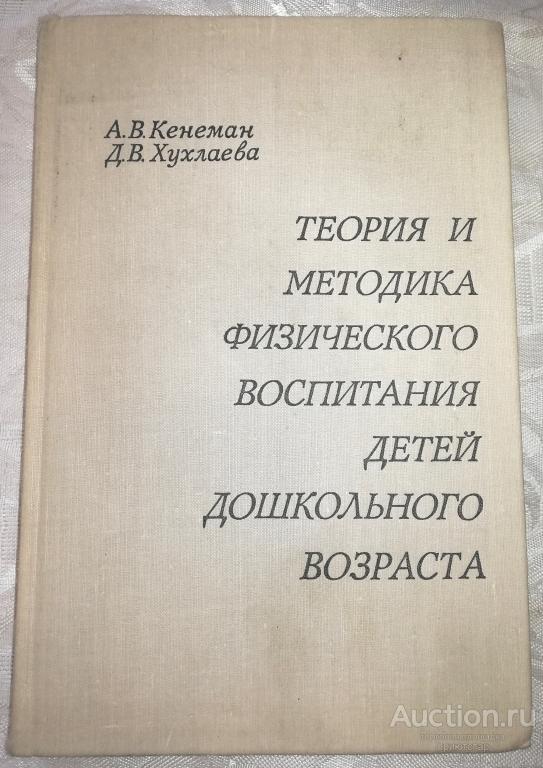 А.В.Кенеман
Д.В.Хухлаева
ТЕОРИЯ И
МЕТОДИКА
ФИЗИЧЕСКОГО
ВОСПИТАНИЯ
ДЕТЕЙ
ДОШКОЛЬНОГО
ВОЗРАСТА
Auction.ru